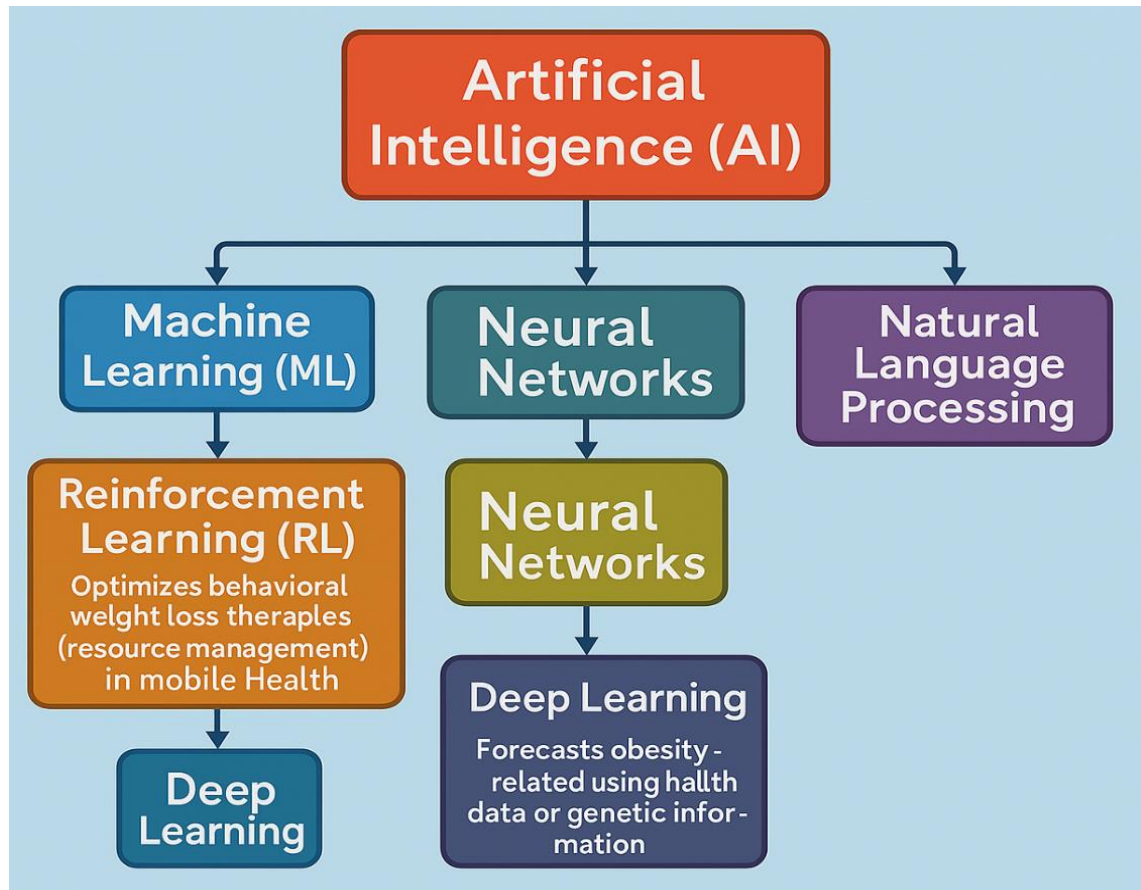 Artificial
Intelligence (AI)
Machine
Learning (ML)
Neural
Networks
Natural
Language
Processing
Reinforcement
Learning (RL)
Optimizes behavioral
welght loss theraples
(resource management)
in mobile Health
Neural
Networks
Deep
Learning
Deep Learning
Forecasts obesity -
related using hallth
data or genetic infor-
mation